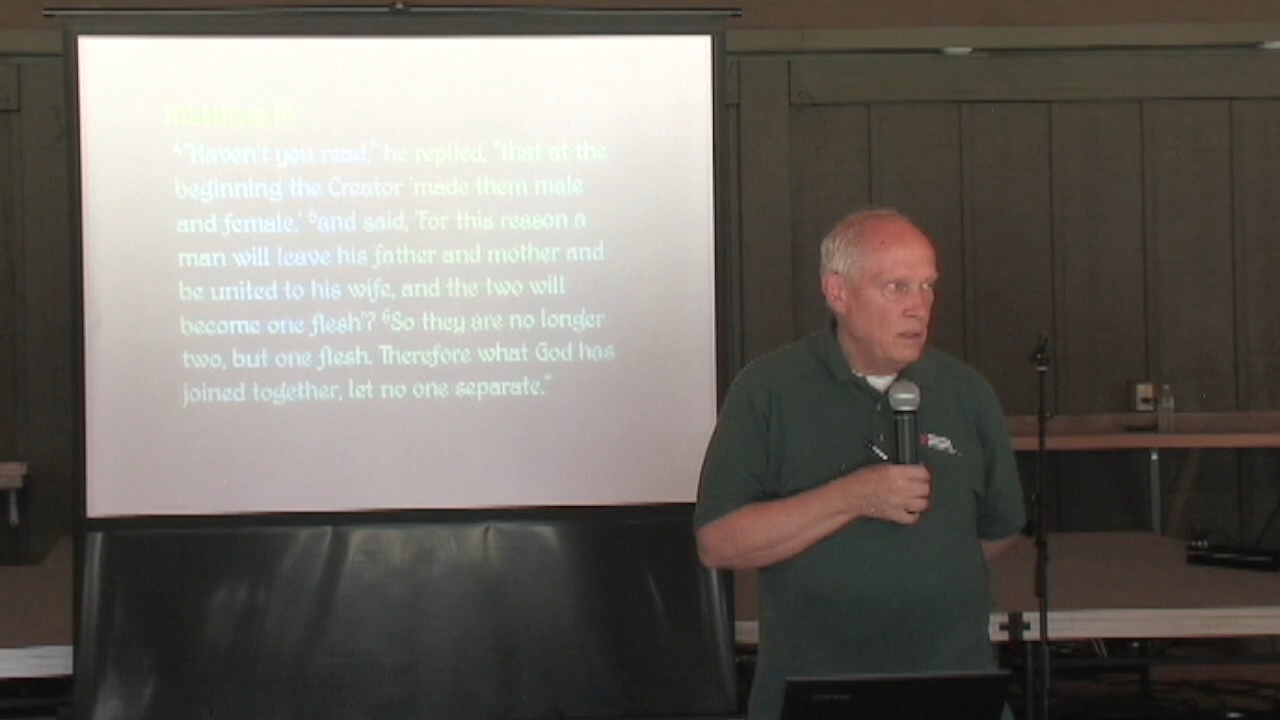 Matthew 19
4"Haven't you read," he replied, "that at the
beginning the Creator 'made them male
and female,' 5and said, 'For this reason a
man will leave his father and mother and
be united to his wife, and the two will
become one flesh'? 6So they are no longer
two, but one flesh. Therefore what God has
joined together, let no one separate."